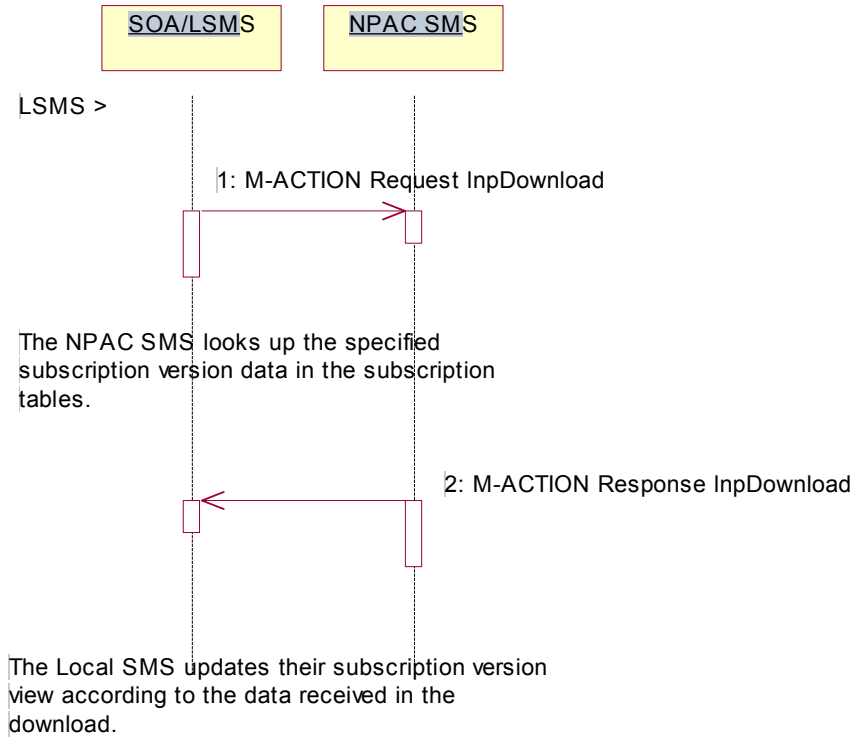 SOA/LSMS
NPAC SMS
LSMS >
1: M-ACTION Request lnpDownload
The NPAC SMS looks up the specified
subscription version data in the subscription
tables.
2: M-ACTION Response lnpDownload
The Local SMS updates their subscription version
view according to the data received in the
download.